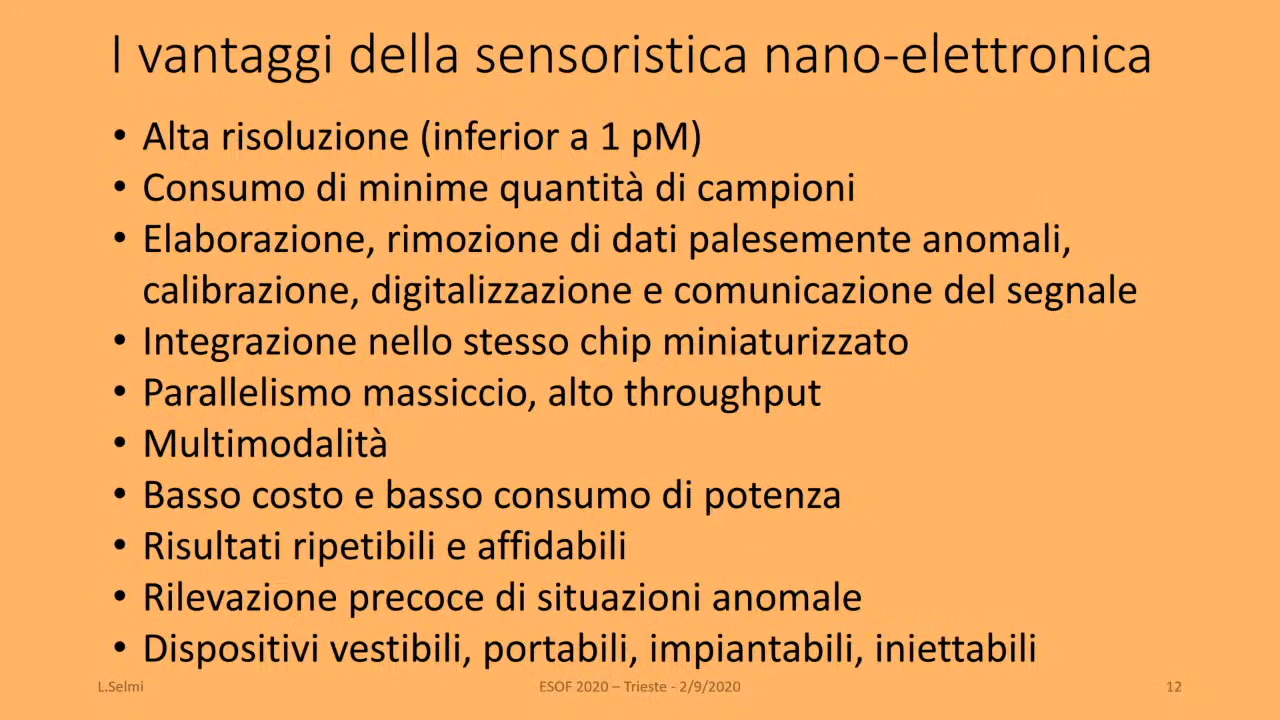 I vantaggi della sensoristica nano-elettronica
• Alta risoluzione (inferior a 1 pM)
• Consumo di minime quantità di campioni
• Elaborazione, rimozione di dati palesemente anomali,
calibrazione, digitalizzazione e comunicazione del segnale
• Integrazione nello stesso chip miniaturizzato
• Parallelismo massiccio, alto throughput
• Multimodalità
• Basso costo e basso consumo di potenza
• Risultati ripetibili e affidabili
• Rilevazione precoce di situazioni anomale
• Dispositivi vestibili, portabili, impiantabili, iniettabili
L.Selmi ESOF 2020 – Trieste - 2/9/2020 12